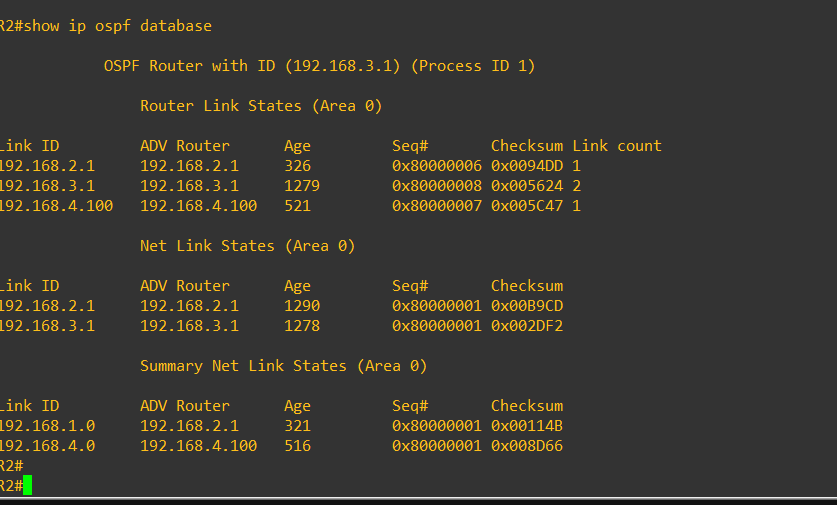 R2#show ip ospf database
OSPF Router with ID (192.168.3.1) (Process ID 1)
Router Link States (Area 0)
Link ID ADV Router Age Seq# Checksum Link count
192.168.2.1 192.168.2.1 326 0x80000006 0x0094DD 1
192.168.3.1 192.168.3.1 1279 0x80000008 0x005624 2
192.168.4.100 192.168.4.100 521 0x80000007 0x005C47 1
Net Link States (Area 0)
Link ID ADV Router Age Seq# Checksum
192.168.2.1 192.168.2.1 1290 0x80000001 0x00B9CD
192.168.3.1 192.168.3.1 1278 0x80000001 0x002DF2
Summary Net Link States (Area 0)
Link ID ADV Router Age Seq# Checksum
192.168.1.0 192.168.2.1 321 0x80000001 0x00114B
192.168.4.0 192.168.4.100 516 0x80000001 0x008D66
R2#
R2#